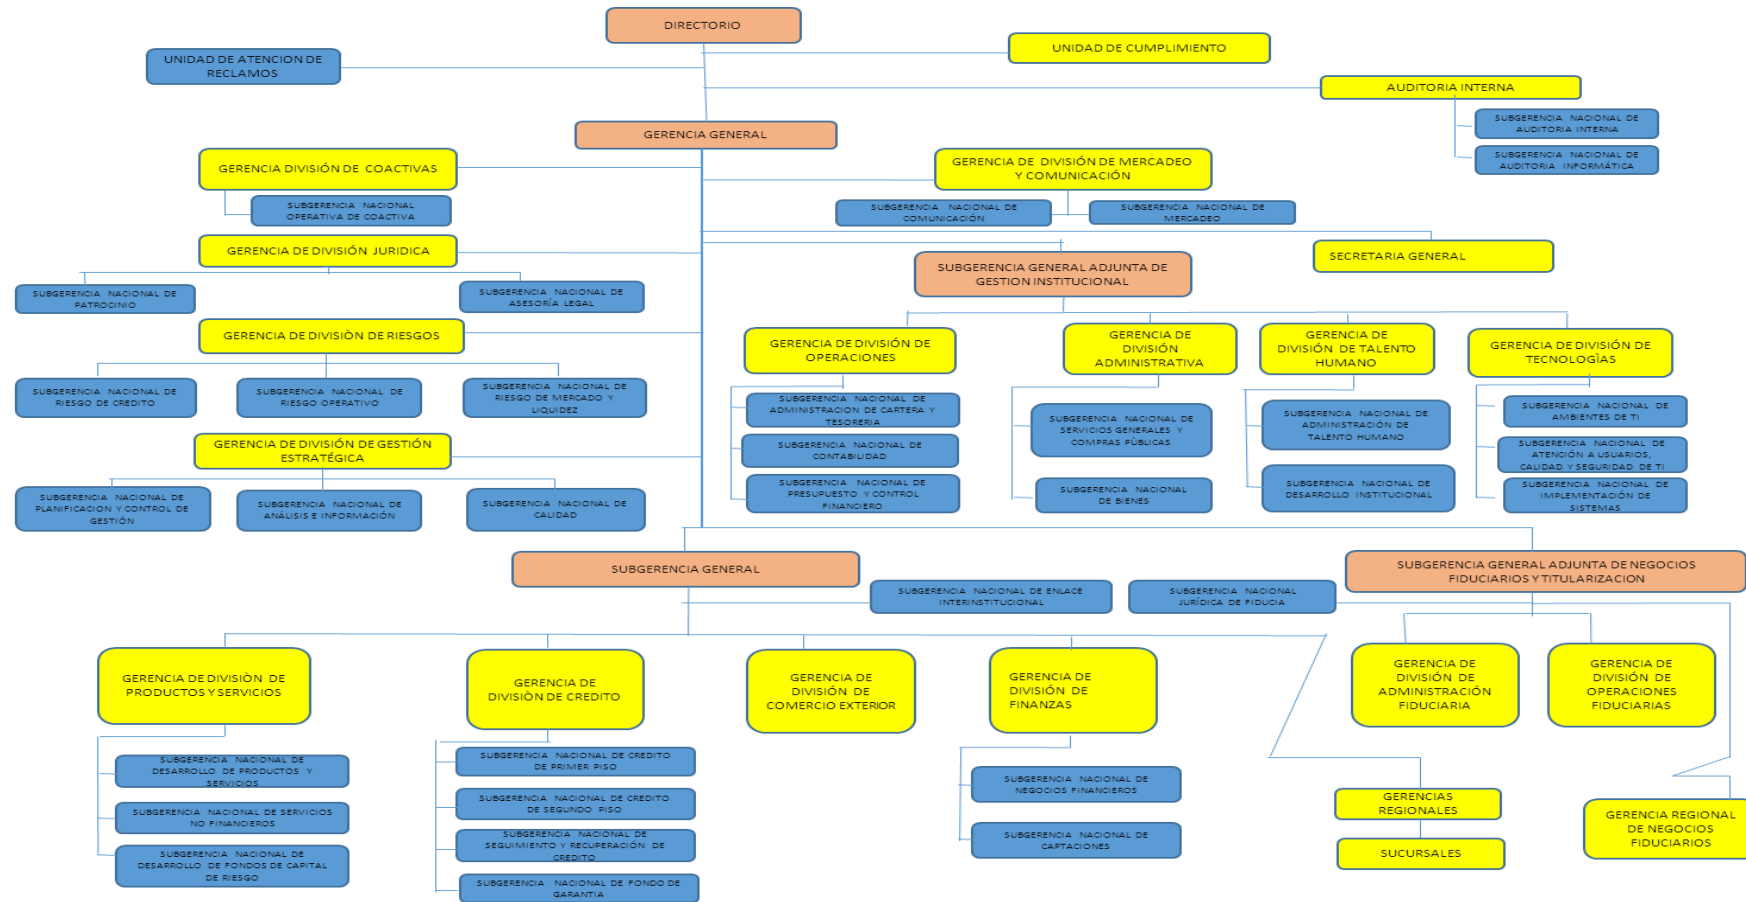 DIRECTORIO
UNIDAD DE CUMPLIMIENTO
UNIDAD DE ATENCION DE
RECLAMOS
AUDITORIA INTERNA
SUBGERENCIA NACIONAL DE
AUDITORIA INTERNA
SUBGERENCIA NACIONAL DE
AUDITORIA INFORMÁTICA
GERENCIA GENERAL
GERENCIA DIVISIÓN DE COACTIVAS
SUBGERENCIA NACIONAL
OPERATIVA DE COACTIVA
GERENCIA DE DIVISIÓN DE MERCADEO
Y COMUNICACIÓN
SUBGERENCIA NACIONAL DE
COMUNICACIÓN
SUBGERENCIA NACIONAL DE
MERCADEO
GERENCIA DE DIVISIÓN JURIDICA
SUBGERENCIA NACIONAL DE
PATROCINIO
SUBGERENCIA NACIONAL DE
ASESORÍA LEGAL
SECRETARIA GENERAL
SUBGERENCIA GENERAL ADJUNTA DE
GESTION INSTITUCIONAL
GERENCIA DE DIVISIÒN DE RIESGOS
SUBGERENCIA NACIONAL DE
RIESGO DE CREDITO
SUBGERENCIA NACIONAL DE
RIESGO OPERATIVO
SUBGERENCIA NACIONAL DE
RIESGO DE MERCADO Y
LIQUIDEZ
GERENCIA DE DIVISIÓN DE
OPERACIONES
SUBGERENCIA NACIONAL DE
ADMINISTRACION DE CARTERA Y
TESORERIA
SUBGERENCIA NACIONAL DE
CONTABILIDAD
SUBGERENCIA NACIONAL DE
PRESUPUESTO Y CONTROL
FINANCIERO
GERENCIA DE
DIVISIÓN
ADMINISTRATIVA
SUBGERENCIA NACIONAL DE
SERVICIOS GENERALES Y
COMPRAS PÙBLICAS
SUBGERENCIA NACIONAL
DE BIENES
GERENCIA DE
DIVISIÓN DE TALENTO
HUMANO
SUBGERENCIA NACIONAL DE
ADMINISTRACIÓN DE
TALENTO HUMANO
SUBGERENCIA NACIONAL DE
DESARROLLO INSTITUCIONAL
GERENCIA DE DIVISIÓN DE
TECNOLOGÌAS
SUBGERENCIA NACIONAL DE
AMBIENTES DE TI
SUBGERENCIA NACIONAL DE
ATENCIÓN A USUARIOS,
CALIDAD Y SEGURIDAD DE TI
SUBGERENCIA NACIONAL DE
IMPLEMENTACIÓN DE
SISTEMAS
GERENCIA DE DIVISIÓN DE GESTIÓN
ESTRATÉGICA
SUBGERENCIA NACIONAL DE
PLANIFICACION Y CONTROL DE
GESTIÓN
SUBGERENCIA NACIONAL DE
ANÁLISIS E INFORMACIÓN
SUBGERENCIA NACIONAL DE
CALIDAD
SUBGERENCIA GENERAL
SUBGERENCIA GENERAL ADJUNTA DE NEGOCIOS
FIDUCIARIOS Y TITULARIZACION
SUBGERENCIA NACIONAL DE ENLACE
INTERINSTITUCIONAL
SUBGERENCIA NACIONAL
JURÍDICA DE FIDUCIA
GERENCIA DE DIVISIÒN DE
PRODUCTOS Y SERVICIOS
SUBGERENCIA NACIONAL DE
DESARROLLO DE PRODUCTOS Y
SERVICIOS
SUBGERENCIA NACIONAL DE SERVICIOS
NO FINANCIEROS
SUBGERENCIA NACIONAL DE
DESARROLLO DE FONDOS DE CAPITAL
DE RIESGO
GERENCIA DE
DIVISIÒN DE CREDITO
SUBGERENCIA NACIONAL DE CREDITO
DE PRIMER PISO
SUBGERENCIA NACIONAL DE CREDITO
DE SEGUNDO PISO
SUBGERENCIA NACIONAL DE
SEGUIMIENTO Y RECUPERACIÓN DE
CREDITO
SUBGERENCIA NACIONAL DE FONDO DE
GARANTIA
GERENCIA DE
DIVISIÓN DE
COMERCIO EXTERIOR
GERENCIA DE
DIVISIÓN DE
FINANZAS
SUBGERENCIA NACIONAL DE
NEGOCIOS FINANCIEROS
SUBGERENCIA NACIONAL DE
CAPTACIONES
GERENCIA DE
DIVISIÓN DE
ADMINISTRACIÓN
FIDUCIARIA
GERENCIA DE
DIVISIÓN DE
OPERACIONES
FIDUCIARIAS
GERENCIAS
REGIONALES
SUCURSALES
GERENCIA REGIONAL
DE NEGOCIOS
FIDUCIARIOS